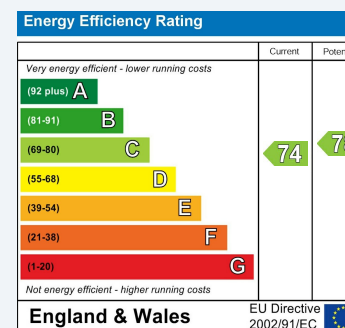 Energy Efficiency Rating
Current
Very energy efficient - lower running costs
(92 plus) A
(81-91) B
(69-80) C
(55-68) D
(39-54) E
(21-38) F
(1-20) G
74
Not energy efficient - higher running costs
England & Wales
EU Directive
2002/91/EC